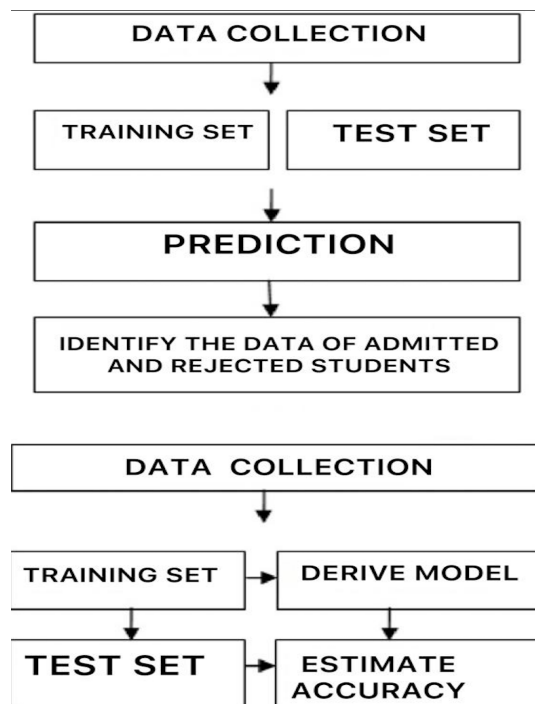 DATA COLLECTION
TRAINING SET
TEST SET
PREDICTION
IDENTIFY THE DATA OF ADMITTED
AND REJECTED STUDENTS
DATA COLLECTION
TRAINING SET
DERIVE MODEL
TEST SET
ESTIMATE
ACCURACY